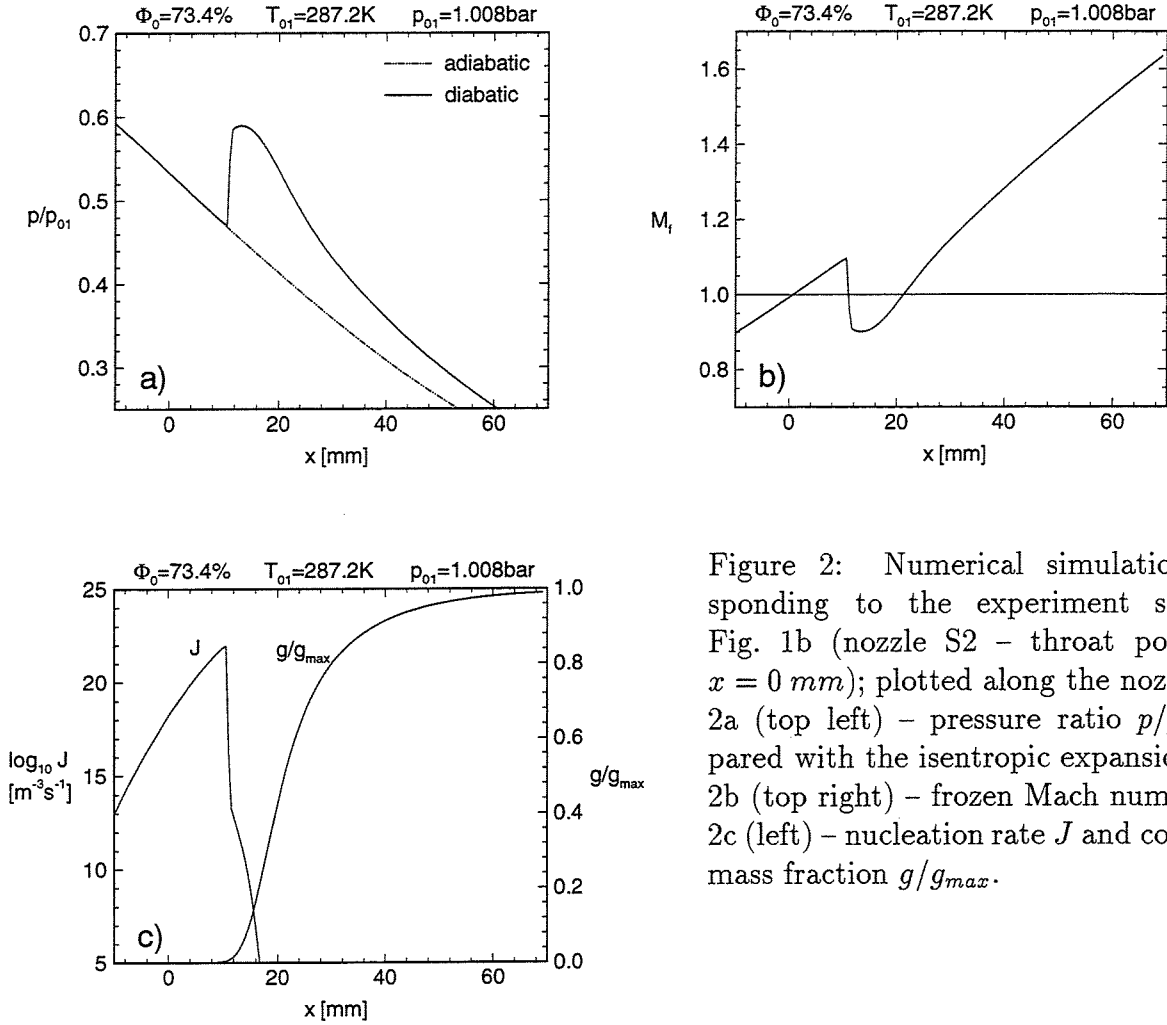 Φ₀=73.4% T₀₁=287.2K p₀₁=1.008bar
0.7
0.6
0.5
0.4
0.3
p/p₀₁
adiabatic
diabatic
a)
0 20 40 60
x [mm]
Φ₀=73.4% T₀₁=287.2K p₀₁=1.008bar
1.6
1.4
1.2
1.0
0.8
M_f
b)
0 20 40 60
x [mm]
Φ₀=73.4% T₀₁=287.2K p₀₁=1.008bar
25
20
15
10
5
log₁₀ J
[m⁻³s⁻¹]
J
g/g_max
1.0
0.8
0.6
0.4
0.2
0.0
g/g_max
c)
0 20 40 60
x [mm]
Figure 2: Numerical simulatio
sponding to the experiment s
Fig. 1b (nozzle S2 – throat po
x = 0 mm); plotted along the noz
2a (top left) – pressure ratio p/
pared with the isentropic expansi
2b (top right) – frozen Mach num
2c (left) – nucleation rate J and co
mass fraction g/g_max.